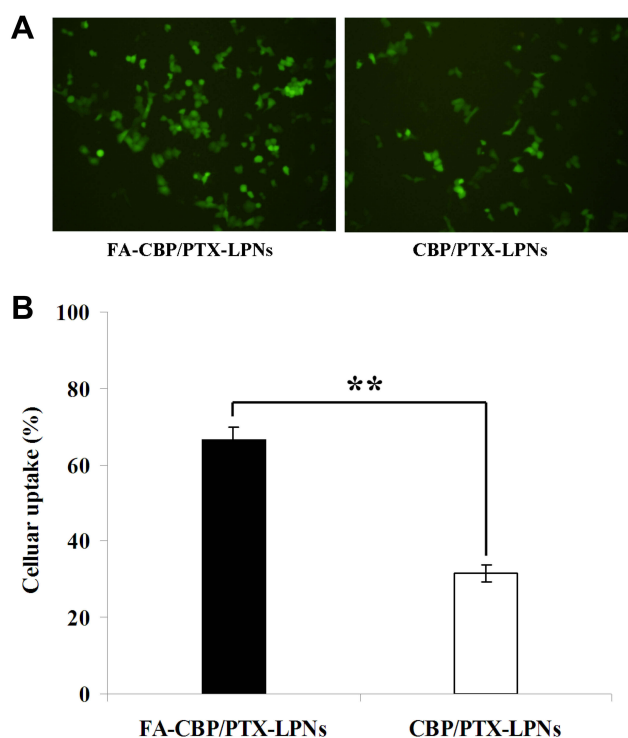 A
FA-CBP/PTX-LPNs
CBP/PTX-LPNs
B
100
80
60
40
20
0
Celluar uptake (%)
**
FA-CBP/PTX-LPNs
CBP/PTX-LPNs